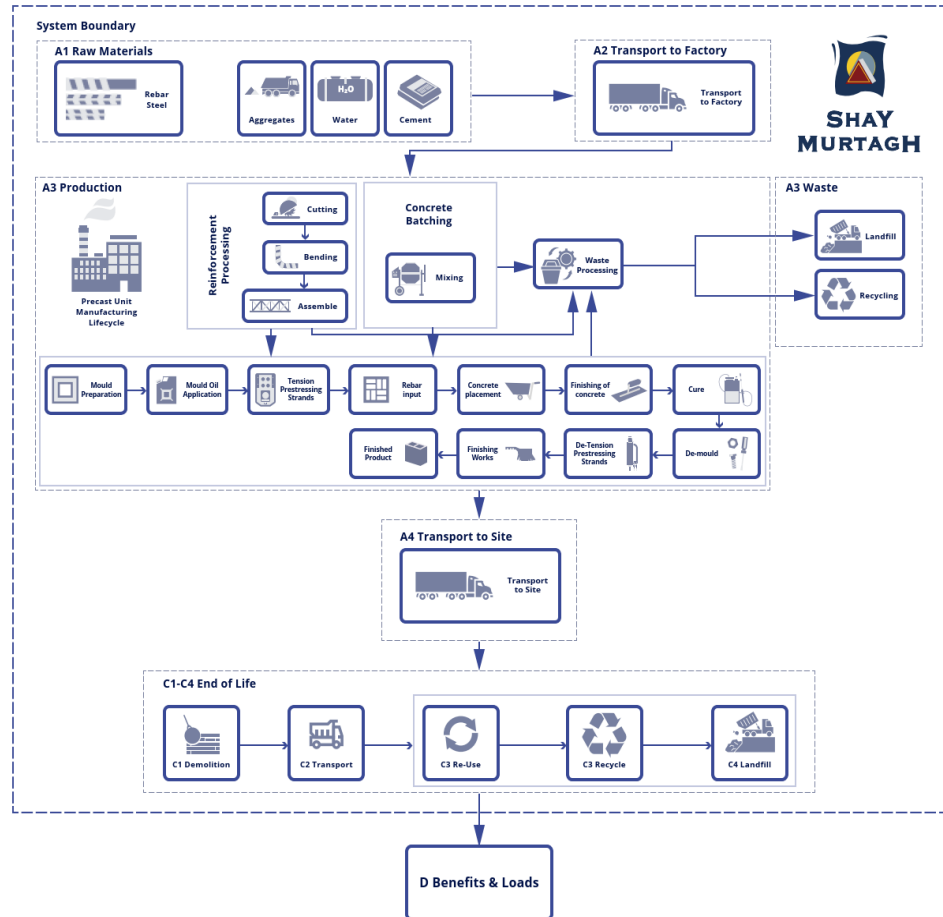 System Boundary
A1 Raw Materials
Rebar
Steel
Aggregates
H₂O
Water
Cement
A2 Transport to Factory
Transport
to Factory
SHAY
MURTAGH
A3 Production
Precast Unit
Manufacturing
Lifecycle
Reinforcement
Processing
Cutting
Bending
Assemble
Concrete
Batching
Mixing
Waste
Processing
A3 Waste
Landfill
Recycling
Mould
Preparation
Mould Oil
Application
Tension
Prestressing
Strands
Rebar
input
Concrete
placement
Finishing of
concrete
Cure
Finished
Product
Finishing
Works
De-Tension
Prestressing
Strands
De-mould
A4 Transport to Site
Transport
to Site
C1-C4 End of Life
C1 Demolition
C2 Transport
C3 Re-Use
C3 Recycle
C4 Landfill
D Benefits & Loads